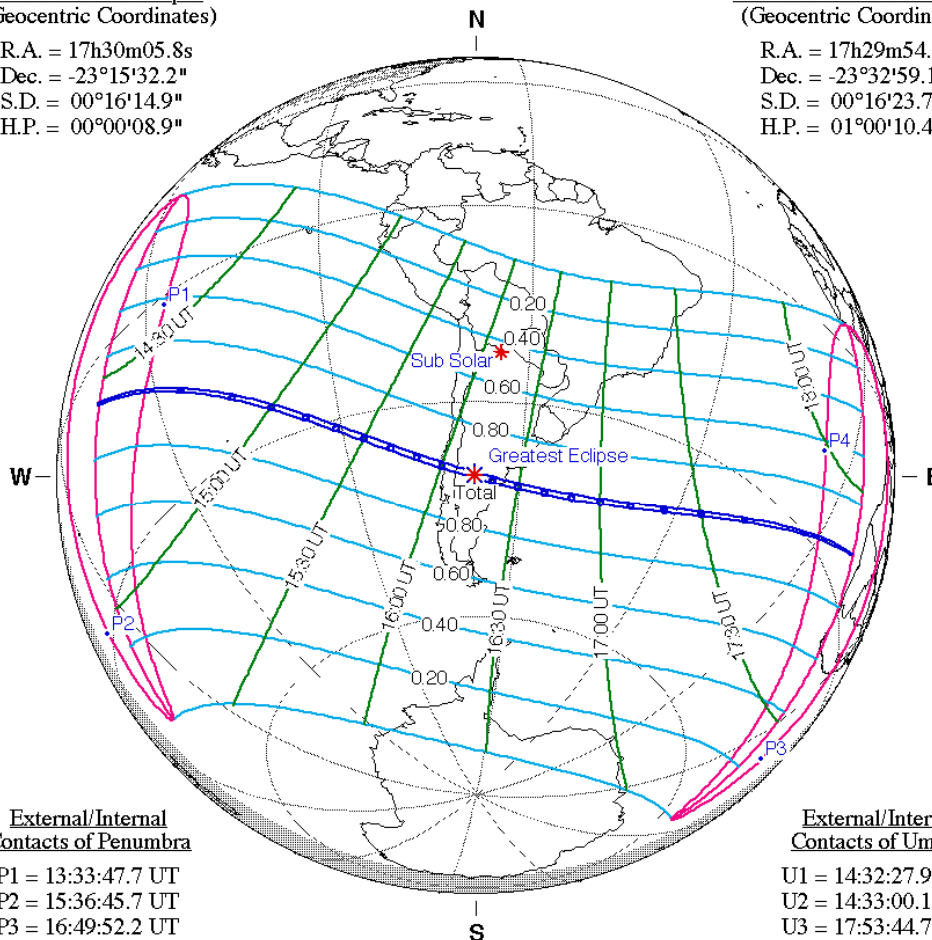 Geocentric Coordinates)
R.A. = 17h30m05.8s
Dec. = -23°15'32.2"
S.D. = 00°16'14.9"
H.P. = 00°00'08.9"
N
(Geocentric Coordin
R.A. = 17h29m54.
Dec. = -23°32'59.1
S.D. = 00°16'23.7
H.P. = 01°00'10.4
P1
14:30 UT
0.20
0.40
Sub Solar
0.60
18:00 UT
0.80
P4
Greatest Eclipse
W
E
15:00 UT
Total
0.80
15:30 UT
0.60
16:00 UT
16:30 UT
17:00 UT
17:30 UT
P2
0.40
0.20
P3
External/Internal
Contacts of Penumbra
P1 = 13:33:47.7 UT
P2 = 15:36:45.7 UT
P3 = 16:49:52.2 UT
S
External/Inter
Contacts of Um
U1 = 14:32:27.9
U2 = 14:33:00.1
U3 = 17:53:44.7